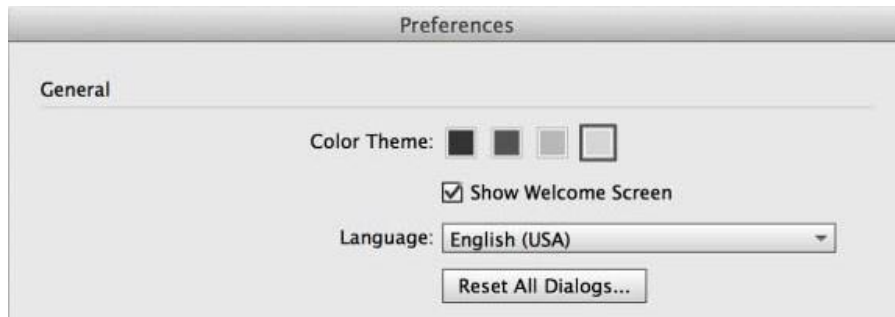 Preferences
General
Color Theme:
Show Welcome Screen
Language: English (USA)
Reset All Dialogs...